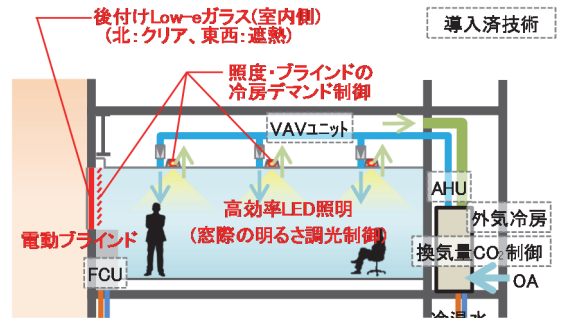 後付けLow-eガラス(室内側)
(北:クリア、東西:遮熱)
導入済技術
照度・ブラインドの
冷房デマンド制御
VAVユニット
AHU
高効率LED照明
(窓際の明るさ調光制御)
外気冷房
電動ブラインド
換気量CO₂制御
FCU
OA
冷温水